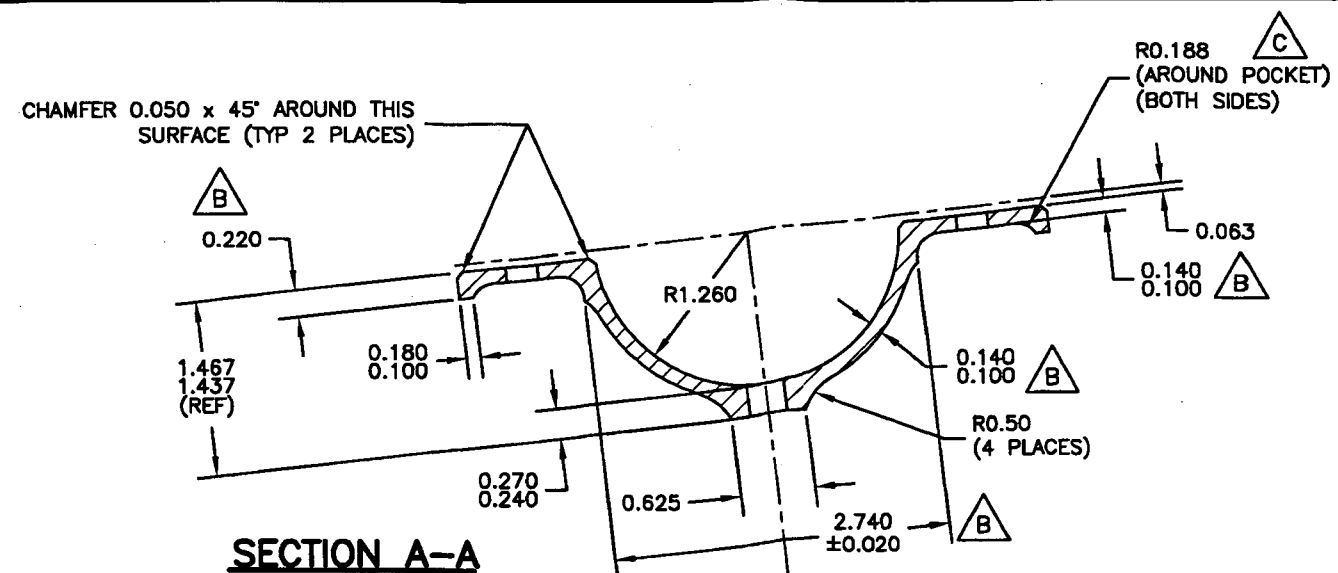 R0.188
C
(AROUND POCKET)
(BOTH SIDES)
CHAMFER 0.050 x 45° AROUND THIS
SURFACE (TYP 2 PLACES)
B
0.220
0.063
0.140
0.100
B
R1.260
1.467
1.437
(REF)
0.180
0.100
0.140
0.100
B
R0.50
(4 PLACES)
0.270
0.240
0.625
2.740
±0.020
B
SECTION A-A